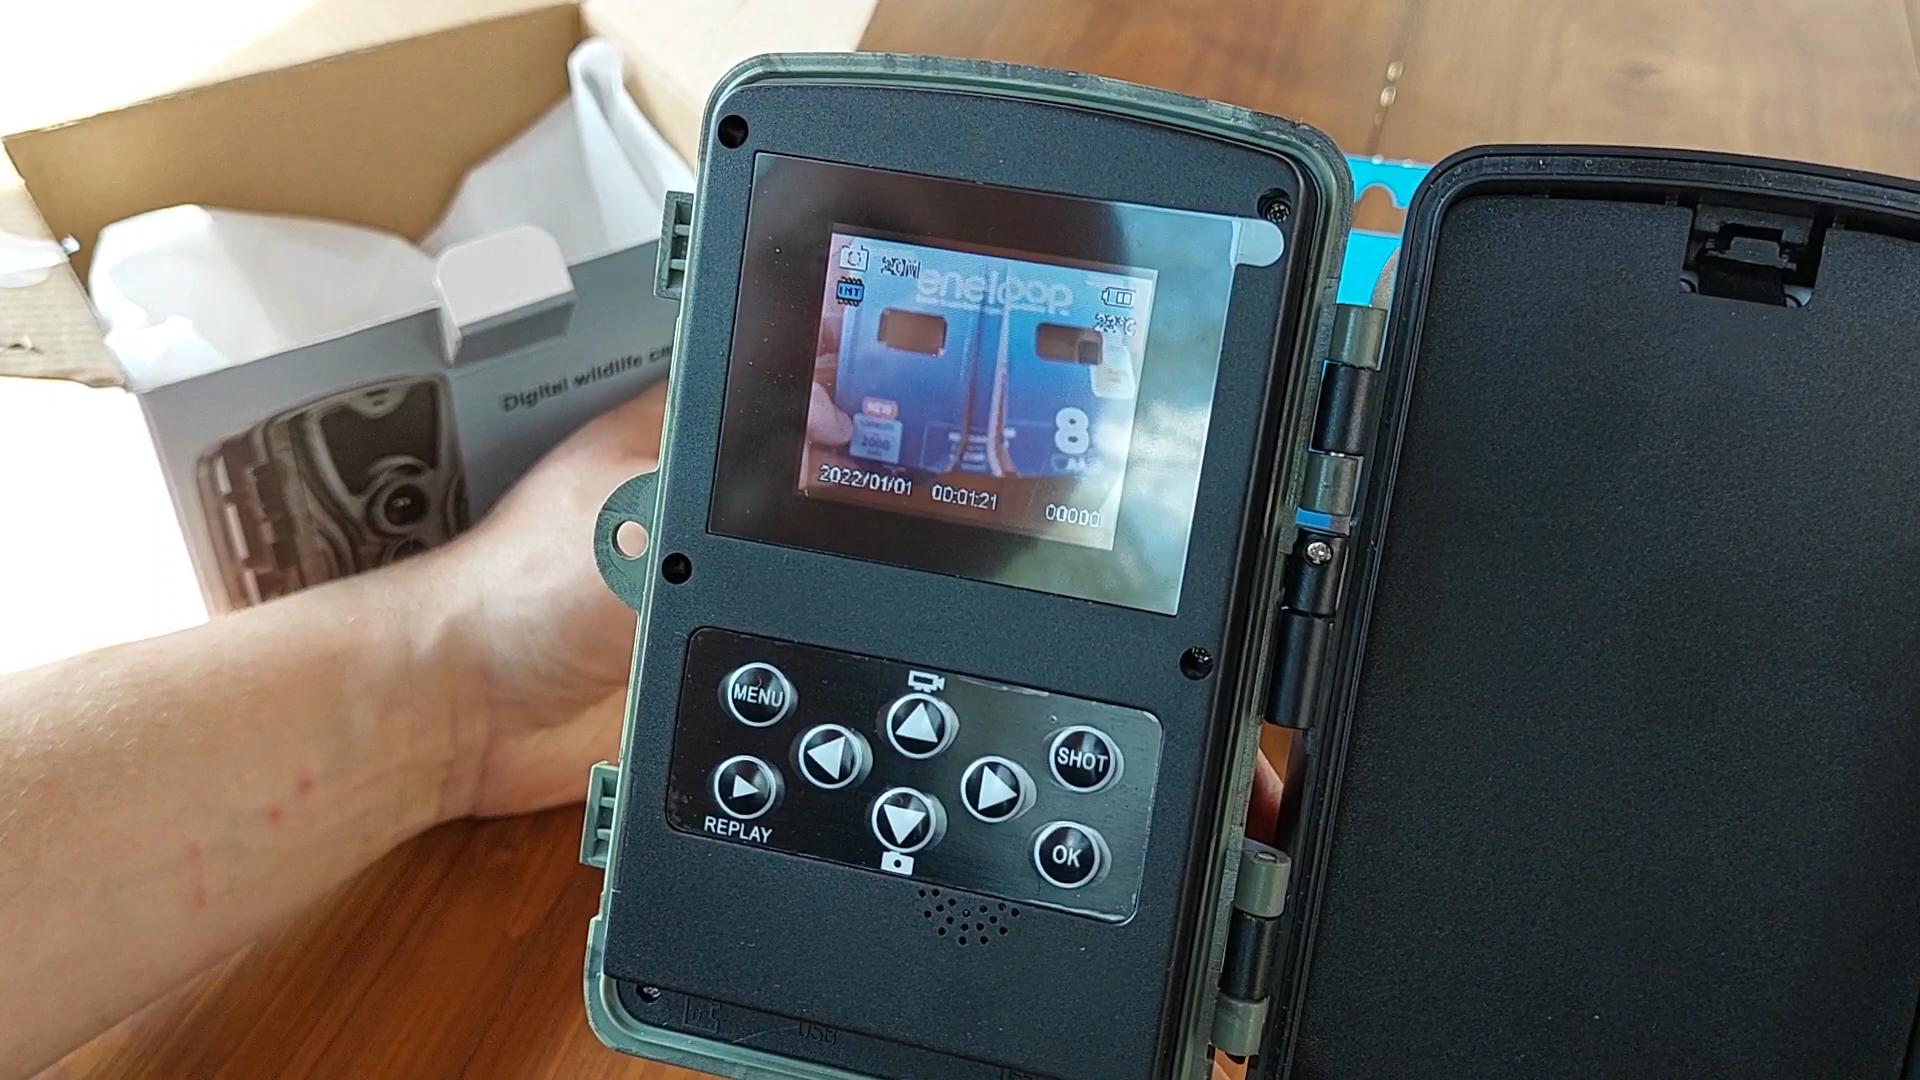 Digital wildlife
20M
eneloop
INT
23°C
NEW
2000
8
2022/01/01 00:01:21
00000
MENU
SHOT
REPLAY
OK
USB